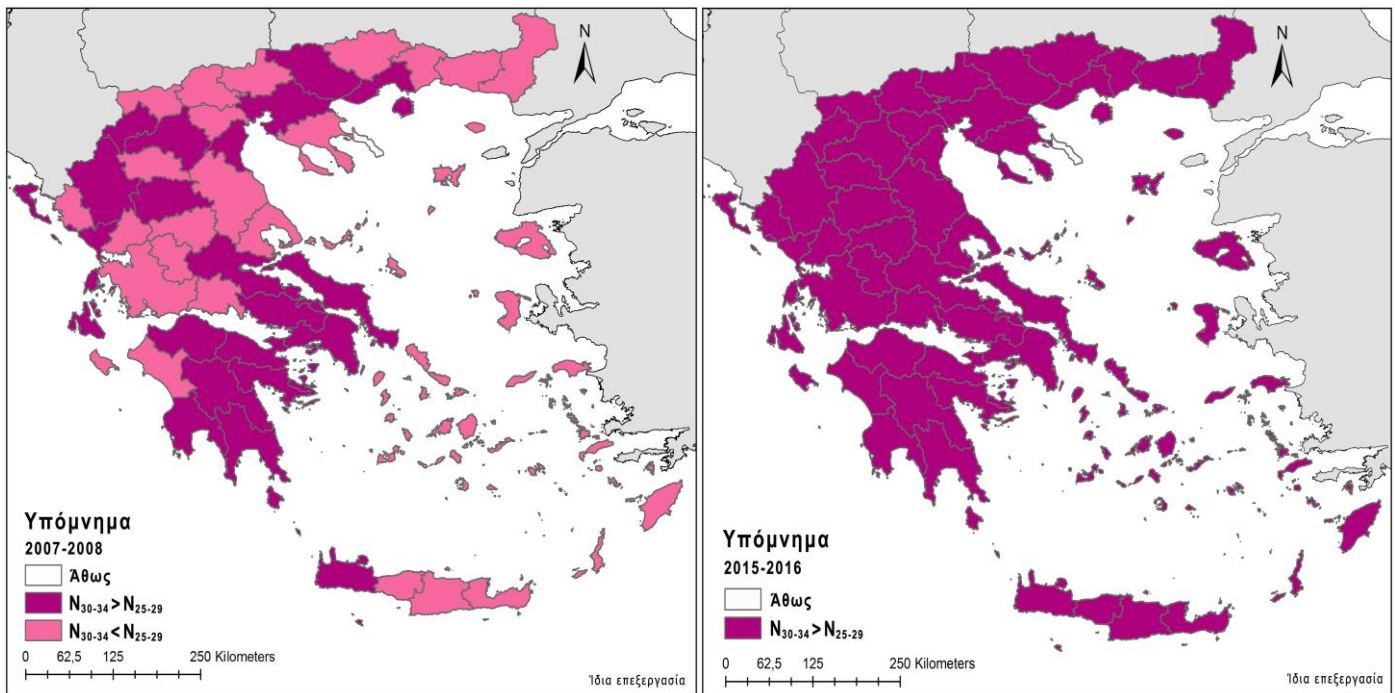 N
Υπόμνημα
2007-2008
Άθως
N30-34 > N25-29
N30-34 < N25-29
0 62,5 125 250 Kilometers
Ίδια επεξεργασία
N
Υπόμνημα
2015-2016
Άθως
N30-34 > N25-29
0 62,5 125 250 Kilometers
Ίδια επεξεργασία